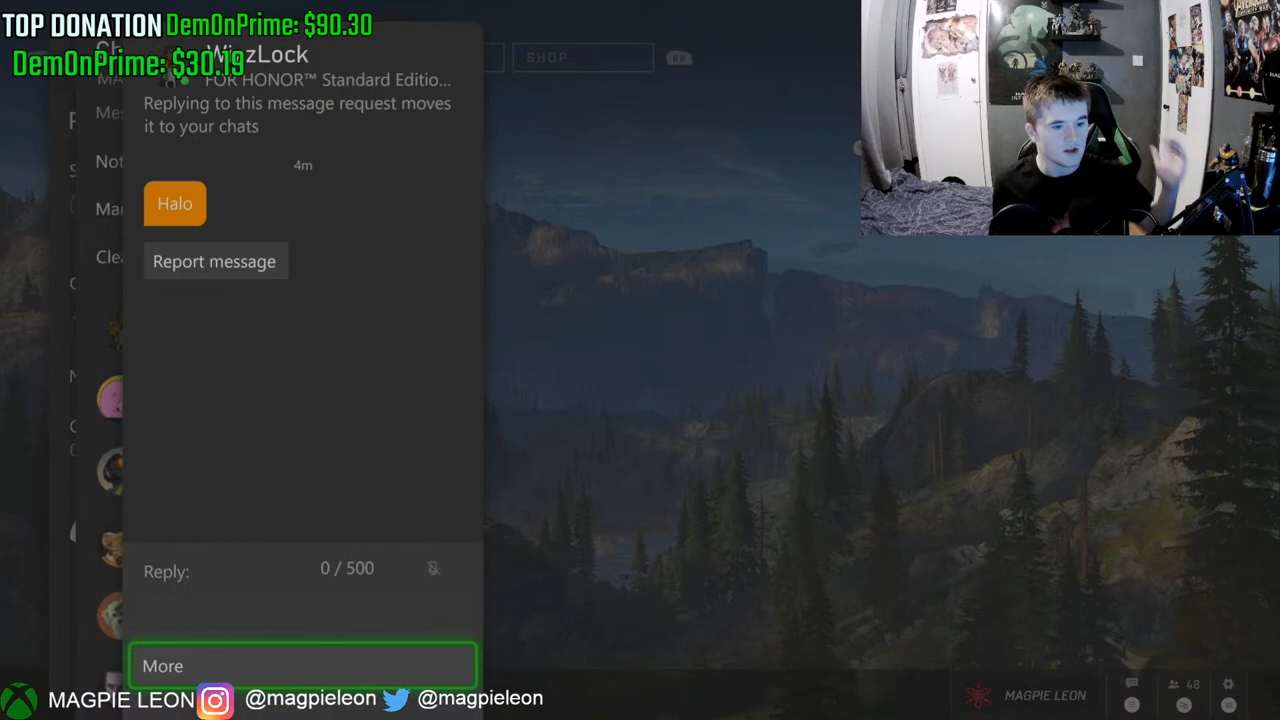 TOP DONATION DemOnPrime: $90.30
DemOnPrime: $30.19
WiazLock
SHOP
FOR HONOR™ Standard Editio...
Replying to this message request moves
it to your chats
4m
Halo
Report message
Reply:
0 / 500
More
MAGPIE LEON
@magpieleon
@magpieleon
MAGPIE LEON
48